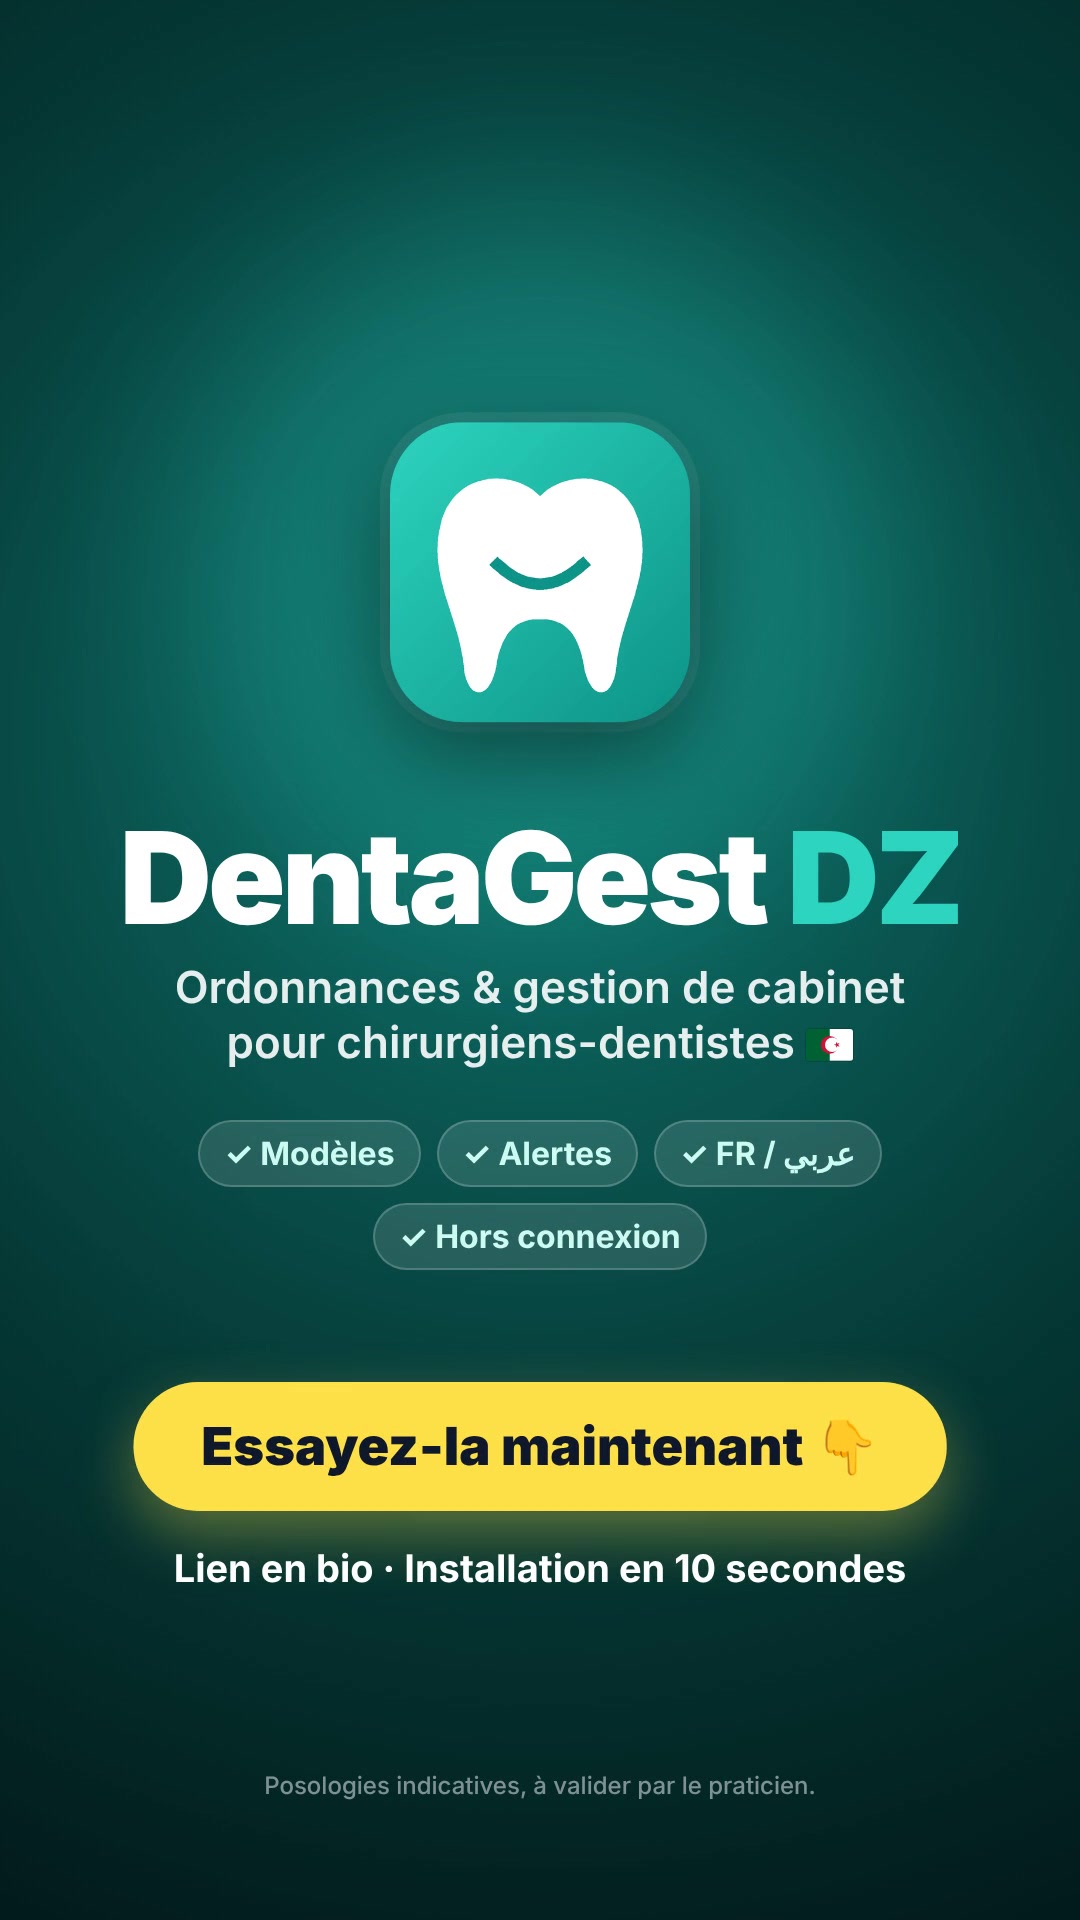 DentaGest DZ
Ordonnances & gestion de cabinet
pour chirurgiens-dentistes 🇩🇿
✓ Modèles ✓ Alertes ✓ FR / عربي
✓ Hors connexion
Essayez-la maintenant 👇
Lien en bio · Installation en 10 secondes
Posologies indicatives, à valider par le praticien.